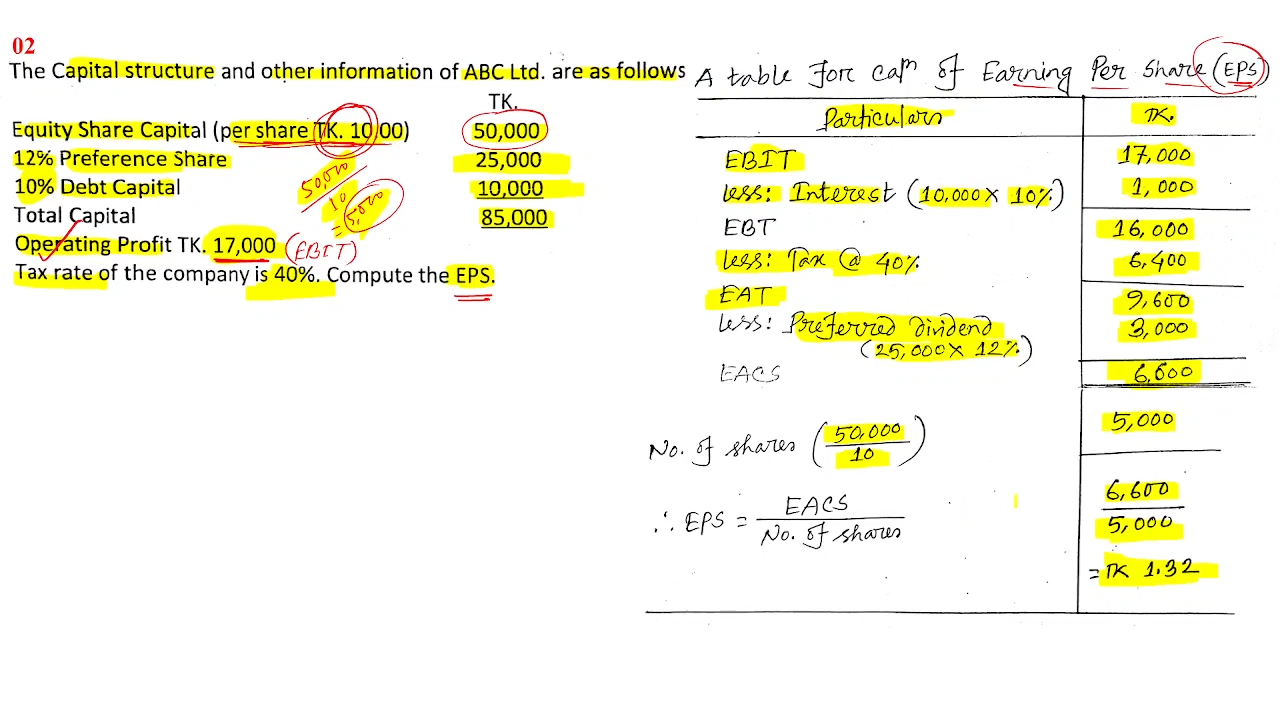 02
The Capital structure and other information of ABC Ltd. are as follows
TK.
Equity Share Capital (per share TK. 10.00) 50,000
12% Preference Share 25,000
10% Debt Capital 10,000
Total Capital 85,000
Operating Profit TK. 17,000 (EBIT)
Tax rate of the company is 40%. Compute the EPS.
50,000
10
= 5,000
A table for caln of Earning Per Share (EPS)
Particulars TK.
EBIT 17,000
less: Interest (10,000 × 10%) 1,000
EBT 16,000
less: Tax @ 40% 6,400
EAT 9,600
less: Preferred dividend 3,000
(25,000 × 12%)
EACS 6,600
No. of shares (50,000/10) 5,000
∴ EPS = EACS/No. of shares 6,600/5,000
= TK 1.32